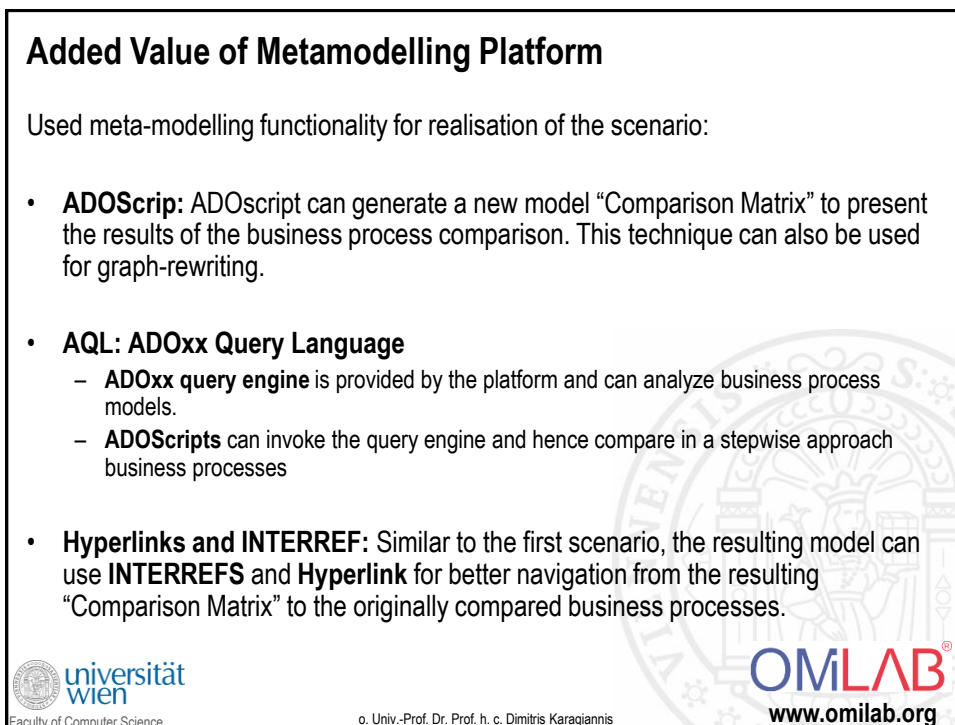 Added Value of Metamodelling Platform
Used meta-modelling functionality for realisation of the scenario:
• ADOScrip: ADOscript can generate a new model “Comparison Matrix” to present
the results of the business process comparison. This technique can also be used
for graph-rewriting.
• AQL: ADOxx Query Language
– ADOxx query engine is provided by the platform and can analyze business process
models.
– ADOScripts can invoke the query engine and hence compare in a stepwise approach
business processes
• Hyperlinks and INTERREF: Similar to the first scenario, the resulting model can
use INTERREFS and Hyperlink for better navigation from the resulting
“Comparison Matrix” to the originally compared business processes.
universität
wien
Faculty of Computer Science
o. Univ.-Prof. Dr. Prof. h. c. Dimitris Karagiannis
OMiLAB®
www.omilab.org